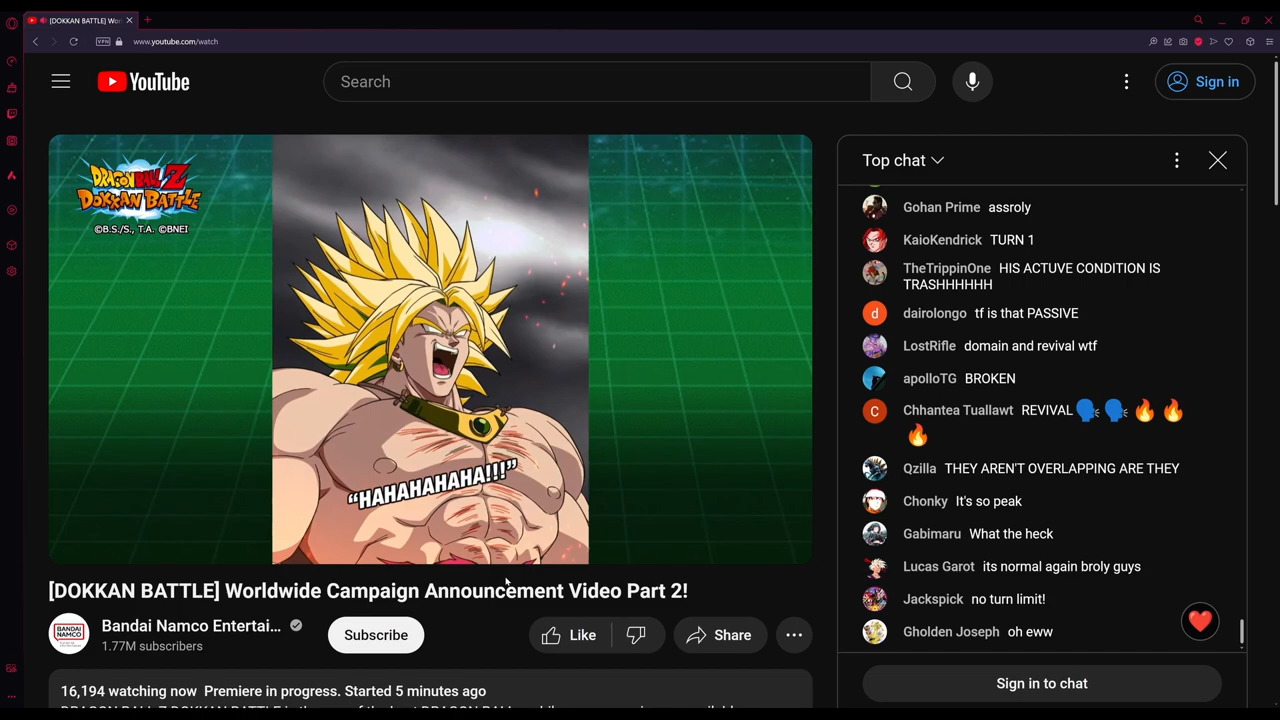 [DOKKAN BATTLE] Wor
VPN
www.youtube.com/watch
YouTube
Search
Sign in
DRAGON BALL Z
DOKKAN BATTLE
©B.S./S., T.A. ©BNEI
“HAHAHAHAHA!!!”
[DOKKAN BATTLE] Worldwide Campaign Announcement Video Part 2!
BANDAI
NAMCO
Bandai Namco Entertai...
1.77M subscribers
Subscribe
Like
Share
16,194 watching now Premiere in progress. Started 5 minutes ago
Top chat
Gohan Prime assroly
KaioKendrick TURN 1
TheTrippinOne HIS ACTUVE CONDITION IS
TRASHHHHHH
d dairolongo tf is that PASSIVE
LostRifle domain and revival wtf
apolloTG BROKEN
C Chhantea Tuallawt REVIVAL 🗣️ 🗣️ 🔥 🔥
🔥
Qzilla THEY AREN'T OVERLAPPING ARE THEY
Chonky It's so peak
Gabimaru What the heck
Lucas Garot its normal again broly guys
Jackspick no turn limit!
Gholden Joseph oh eww
Sign in to chat